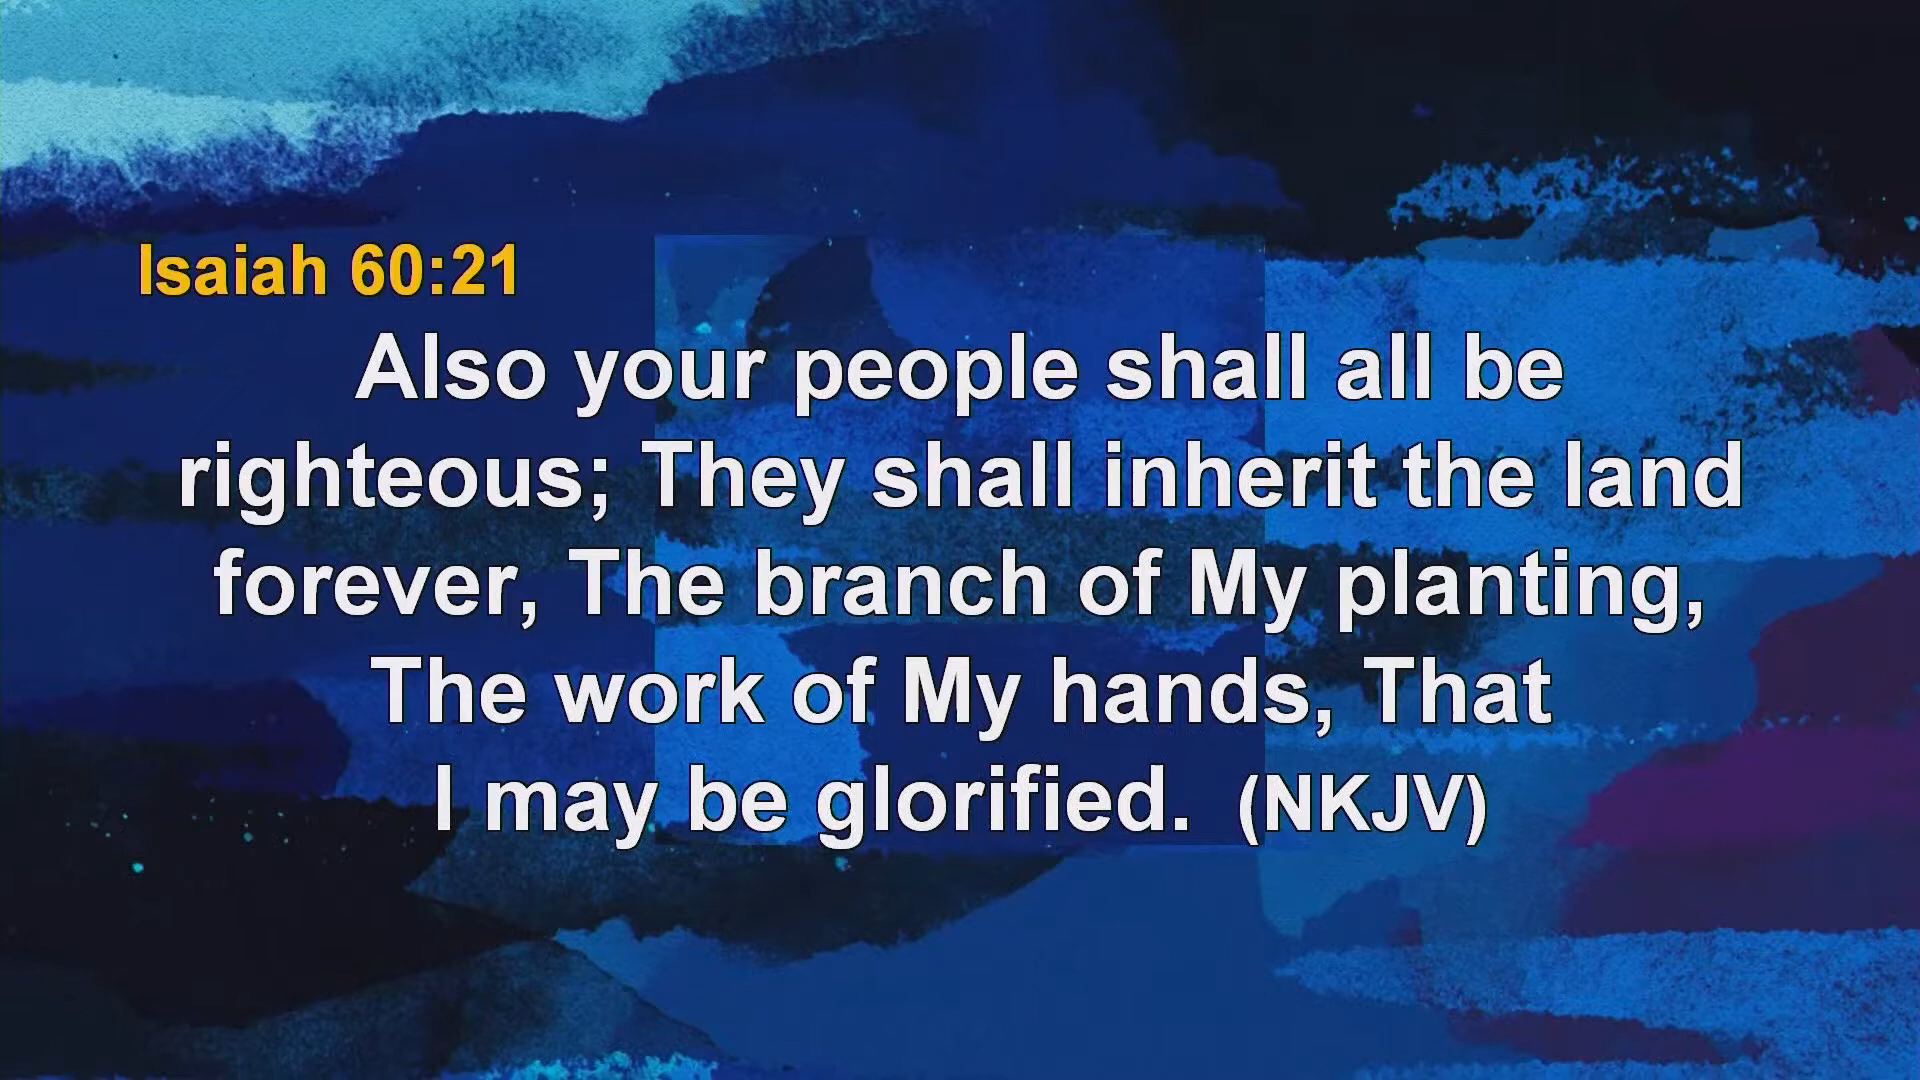 Isaiah 60:21
Also your people shall all be
righteous; They shall inherit the land
forever, The branch of My planting,
The work of My hands, That
I may be glorified. (NKJV)